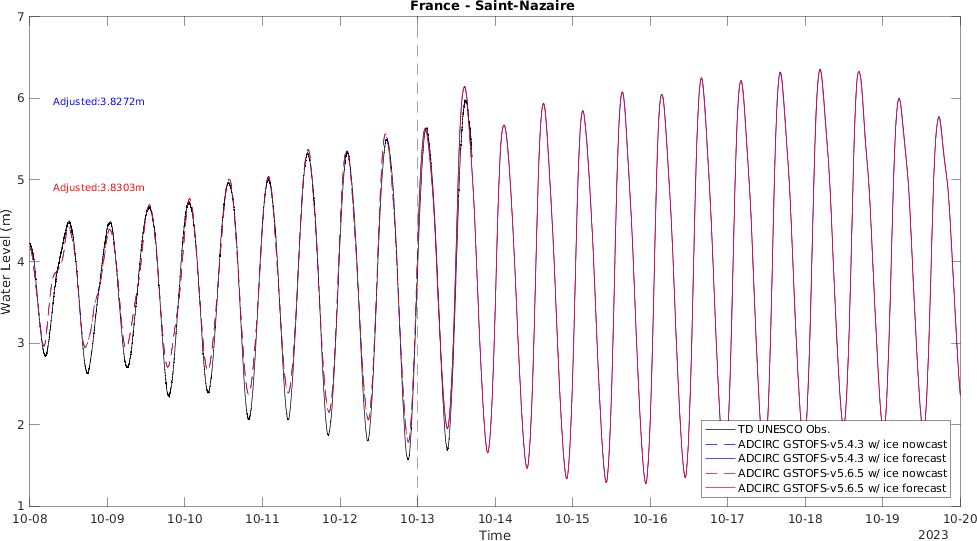 France - Saint-Nazaire
7
6
5
4
3
2
1
Water Level (m)
Adjusted:3.8272m
Adjusted:3.8303m
TD UNESCO Obs.
ADCIRC GSTOFS-v5.4.3 w/ ice nowcast
ADCIRC GSTOFS-v5.4.3 w/ ice forecast
ADCIRC GSTOFS-v5.6.5 w/ ice nowcast
ADCIRC GSTOFS-v5.6.5 w/ ice forecast
10-08 10-09 10-10 10-11 10-12 10-13 10-14 10-15 10-16 10-17 10-18 10-19 10-20
Time
2023